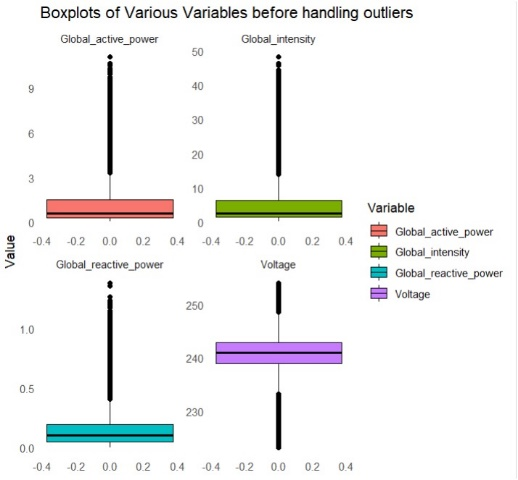 Boxplots of Various Variables before handling outliers
Global_active_power
Global_intensity
9
6
3
0
50
40
30
20
10
0
-0.4 -0.2 0.0 0.2 0.4
-0.4 -0.2 0.0 0.2 0.4
Value
Global_reactive_power
Voltage
1.0
0.5
0.0
250
240
230
-0.4 -0.2 0.0 0.2 0.4
-0.4 -0.2 0.0 0.2 0.4
Variable
Global_active_power
Global_intensity
Global_reactive_power
Voltage